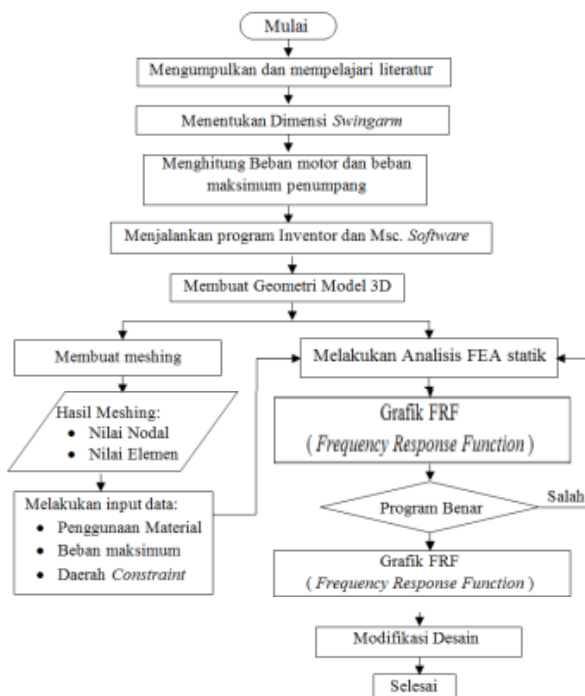 Mulai
Mengumpulkan dan mempelajari literatur
Menentukan Dimensi Swingarm
Menghitung Beban motor dan beban
maksimum penumpang
Menjalankan program Inventor dan Msc. Software
Membuat Geometri Model 3D
Membuat meshing
Hasil Meshing:
• Nilai Nodal
• Nilai Elemen
Melakukan input data:
• Penggunaan Material
• Beban maksimum
• Daerah Constraint
Melakukan Analisis FEA statik
Grafik FRF
( Frequency Response Function )
Program Benar
Salah
Grafik FRF
( Frequency Response Function )
Modifikasi Desain
Selesai